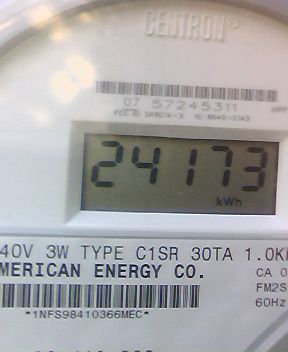 CENTRON
07 57245311
24173
kWh
40V 3W TYPE C1SR 30TA 1.0K
MERICAN ENERGY CO.
CA 0
FM2S
60Hz
*1NFS98410366MEC*